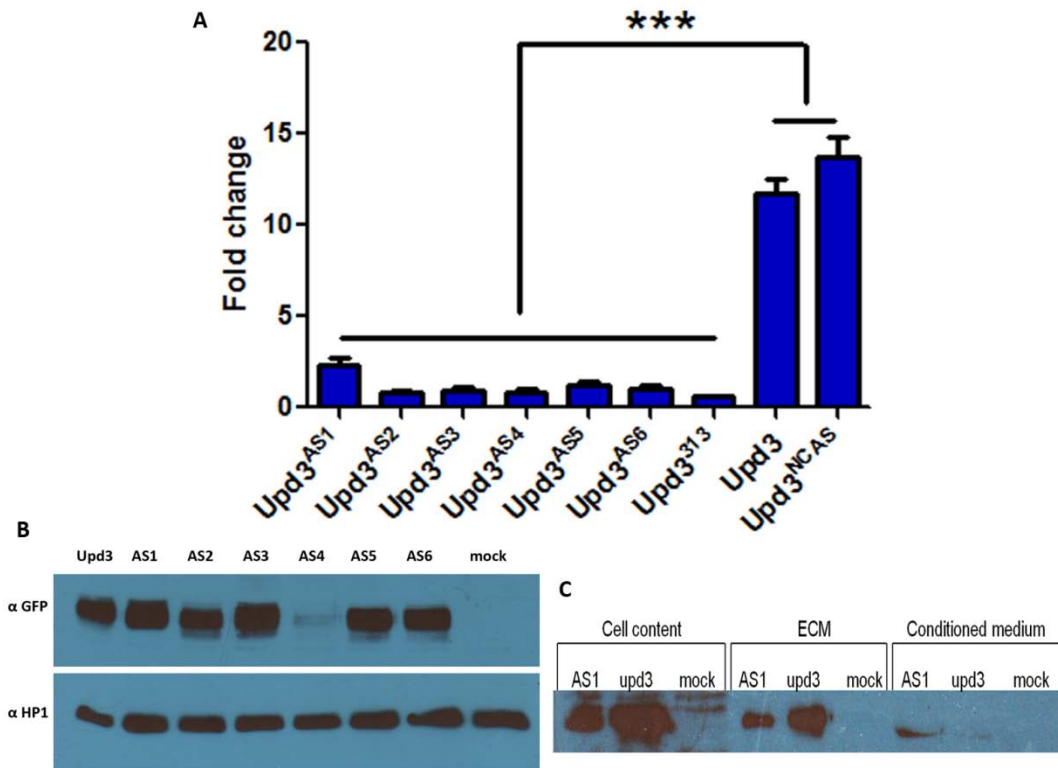 A
***
20
15
10
5
0
Fold change
Upd3AS1
Upd3AS2
Upd3AS3
Upd3AS4
Upd3AS5
Upd3AS6
Upd3313
Upd3
Upd3NCAS
B
Upd3 AS1 AS2 AS3 AS4 AS5 AS6 mock
α GFP
α HP1
C
Cell content ECM Conditioned medium
AS1 upd3 mock AS1 upd3 mock AS1 upd3 mock